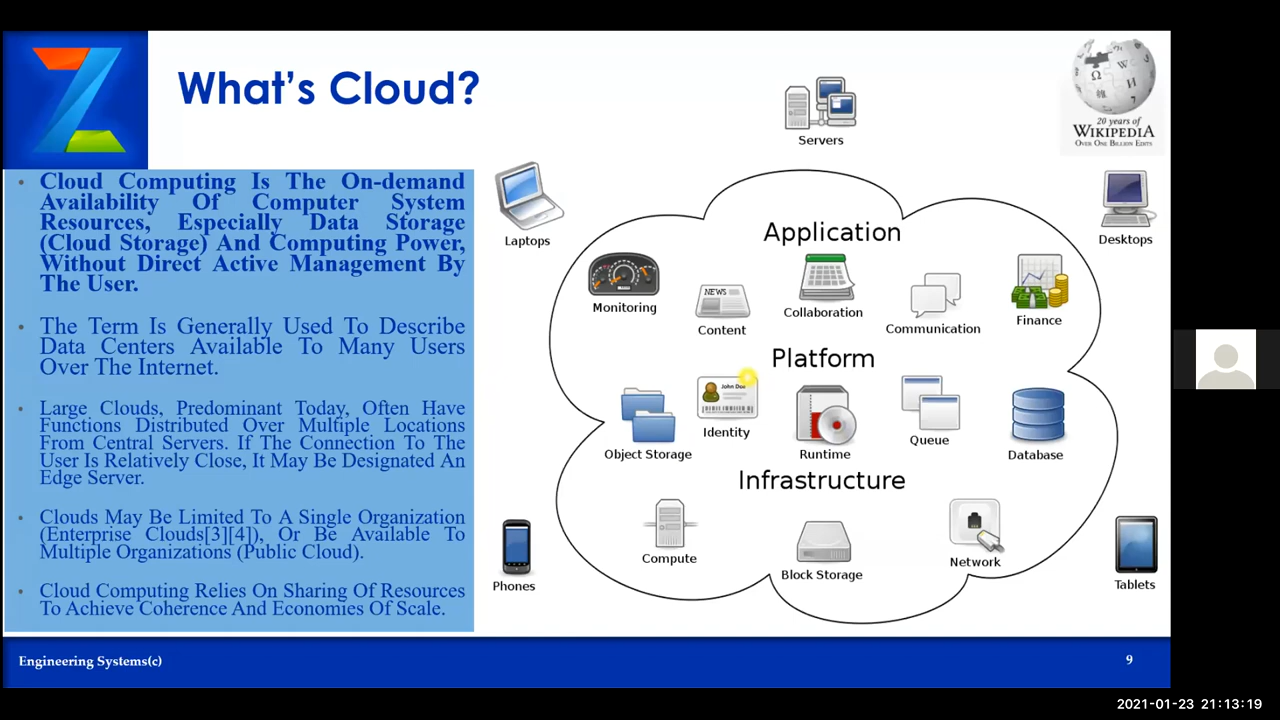 What's Cloud?
Cloud Computing Is The On-demand
Availability Of Computer System
Resources, Especially Data Storage
(Cloud Storage) And Computing Power,
Without Direct Active Management By
The User.
The Term Is Generally Used To Describe
Data Centers Available To Many Users
Over The Internet.
Large Clouds, Predominant Today, Often Have
Functions Distributed Over Multiple Locations
From Central Servers. If The Connection To The
User Is Relatively Close, It May Be Designated An
Edge Server.
Clouds May Be Limited To A Single Organization
(Enterprise Clouds[3][4]), Or Be Available To
Multiple Organizations (Public Cloud).
Cloud Computing Relies On Sharing Of Resources
To Achieve Coherence And Economies Of Scale.
Servers
20 years of
WIKIPEDIA
OVER ONE BILLION EDITS
Laptops
Desktops
Application
Monitoring
NEWS
Content
Collaboration
Communication
Finance
Platform
Object Storage
John Doe
Identity
Runtime
Queue
Database
Infrastructure
Compute
Block Storage
Network
Phones
Tablets
Engineering Systems(c)
9
2021-01-23 21:13:19